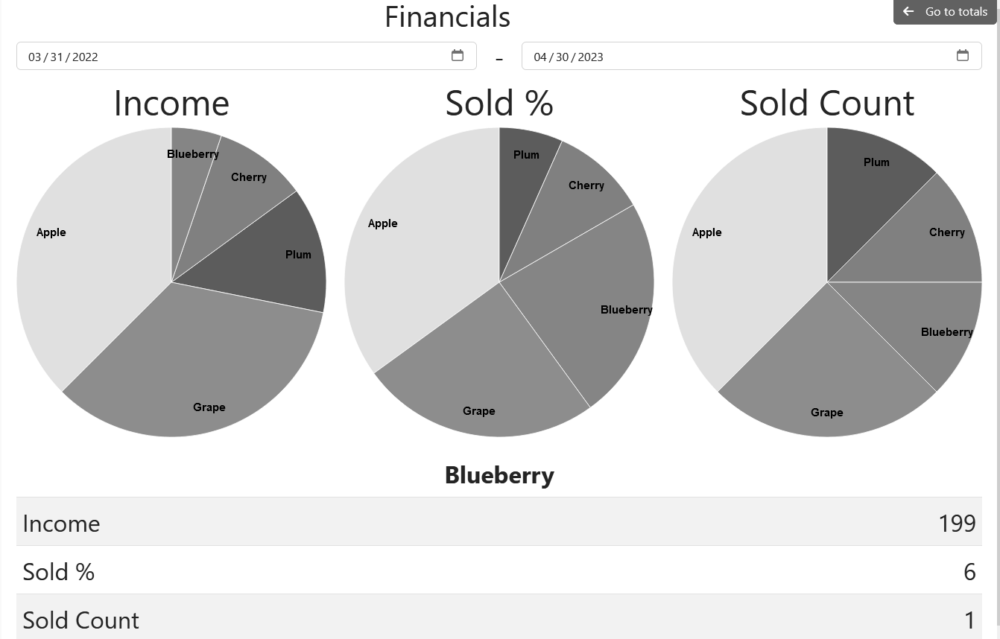 Financials
Go to totals
03/31/2022 – 04/30/2023
Income
Sold %
Sold Count
Blueberry
Cherry
Plum
Grape
Apple
Plum
Cherry
Blueberry
Grape
Apple
Plum
Cherry
Blueberry
Grape
Apple
Blueberry
Income 199
Sold % 6
Sold Count 1